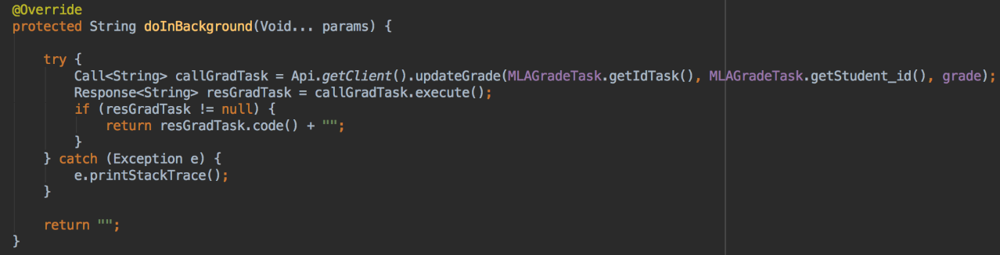 @Override
protected String doInBackground(Void... params) {
try {
Call<String> callGradTask = Api.getClient().updateGrade(MLAGradeTask.getIdTask(), MLAGradeTask.getStudent_id(), grade);
Response<String> resGradTask = callGradTask.execute();
if (resGradTask != null) {
return resGradTask.code() + "";
}
} catch (Exception e) {
e.printStackTrace();
}
return "";
}